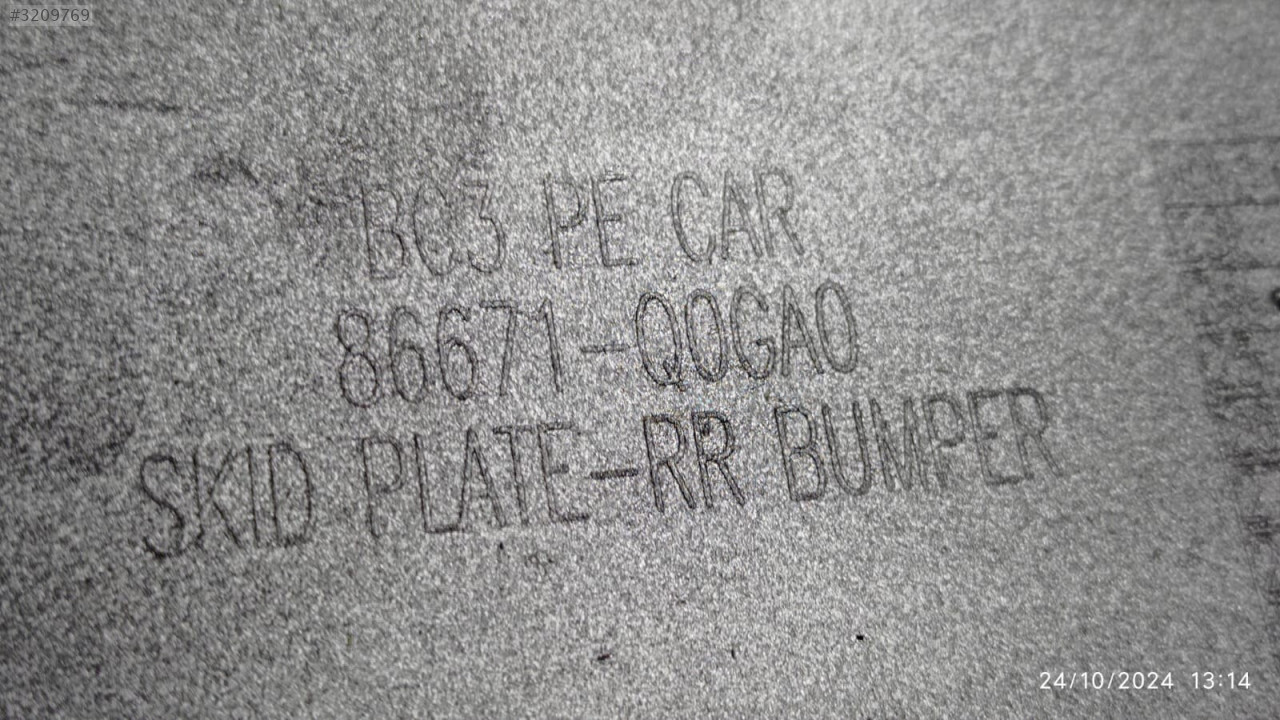 #3209769
BC3 PE CAR
86671-Q0GA0
SKID PLATE-RR BUMPER
24/10/2024 13:14